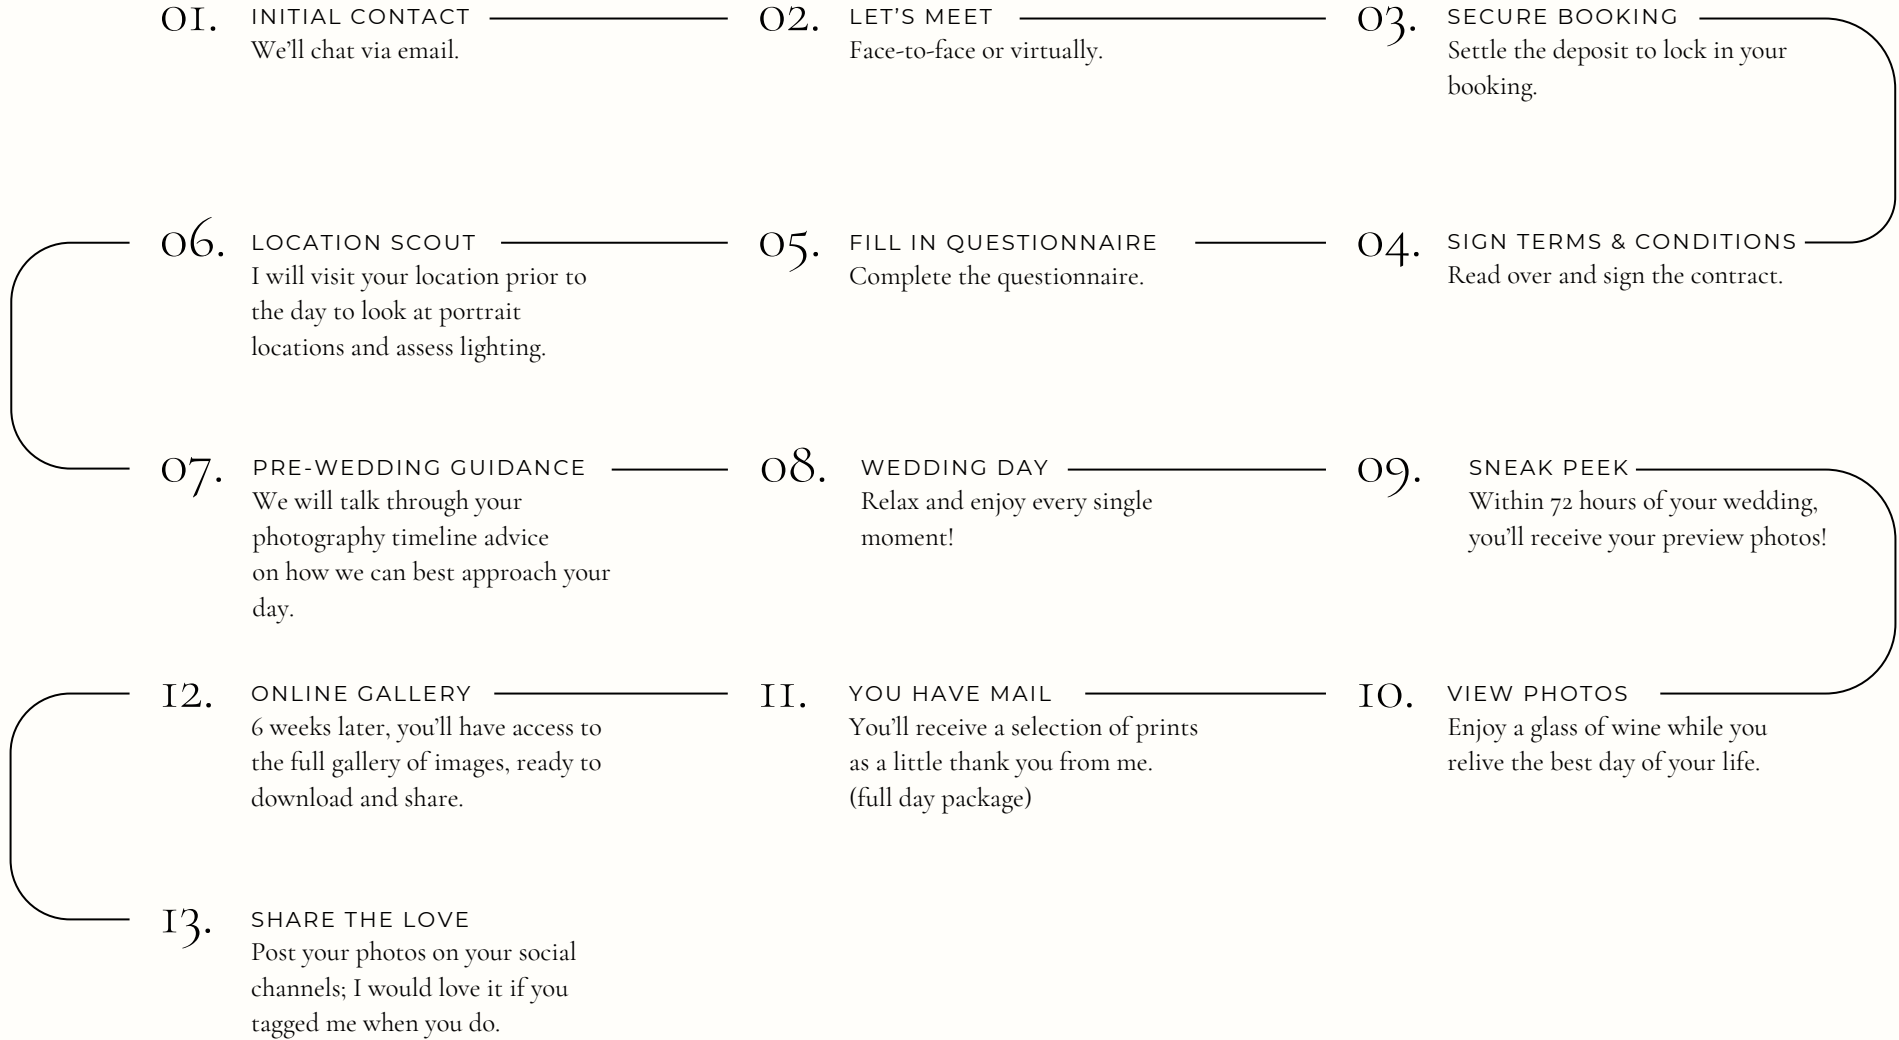 01. INITIAL CONTACT
We’ll chat via email.
02. LET’S MEET
Face-to-face or virtually.
03. SECURE BOOKING
Settle the deposit to lock in your
booking.
04. SIGN TERMS & CONDITIONS
Read over and sign the contract.
05. FILL IN QUESTIONNAIRE
Complete the questionnaire.
06. LOCATION SCOUT
I will visit your location prior to
the day to look at portrait
locations and assess lighting.
07. PRE-WEDDING GUIDANCE
We will talk through your
photography timeline advice
on how we can best approach your
day.
08. WEDDING DAY
Relax and enjoy every single
moment!
09. SNEAK PEEK
Within 72 hours of your wedding,
you’ll receive your preview photos!
10. VIEW PHOTOS
Enjoy a glass of wine while you
relive the best day of your life.
11. YOU HAVE MAIL
You’ll receive a selection of prints
as a little thank you from me.
(full day package)
12. ONLINE GALLERY
6 weeks later, you’ll have access to
the full gallery of images, ready to
download and share.
13. SHARE THE LOVE
Post your photos on your social
channels; I would love it if you
tagged me when you do.